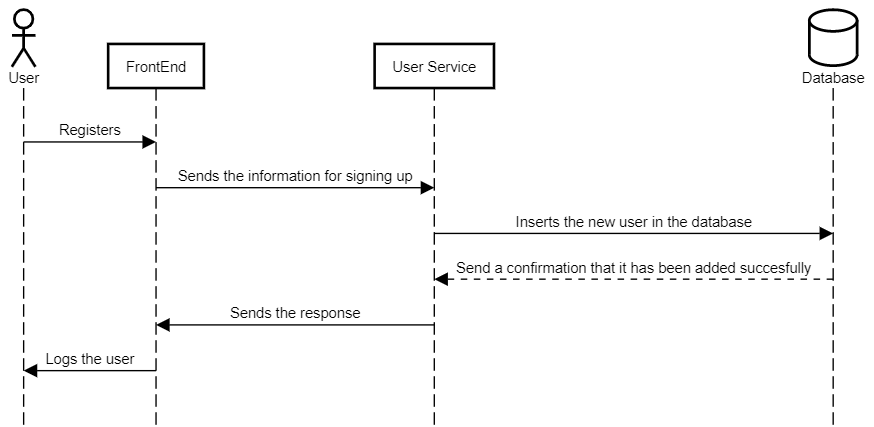 User
FrontEnd
User Service
Database
Registers
Sends the information for signing up
Inserts the new user in the database
Send a confirmation that it has been added succesfully
Sends the response
Logs the user